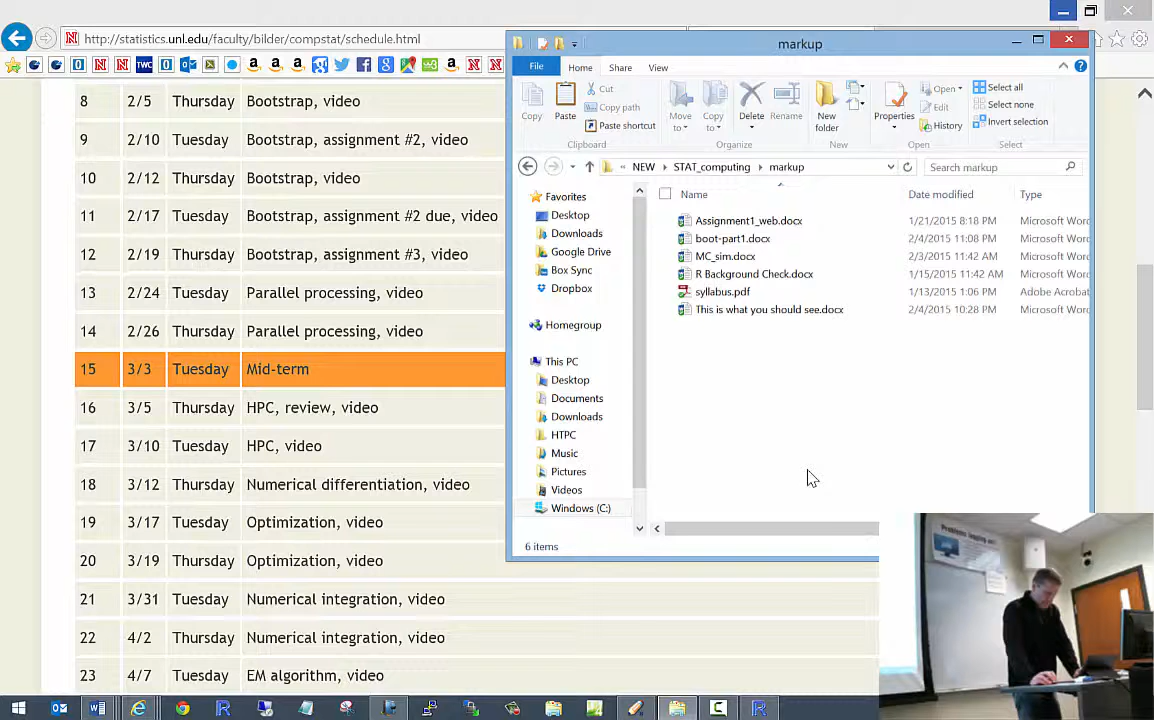 http://statistics.unl.edu/faculty/bilder/compstat/schedule.html
8 2/5 Thursday Bootstrap, video
9 2/10 Tuesday Bootstrap, assignment #2, video
10 2/12 Thursday Bootstrap, video
11 2/17 Tuesday Bootstrap, assignment #2 due, video
12 2/19 Thursday Bootstrap, assignment #3, video
13 2/24 Tuesday Parallel processing, video
14 2/26 Thursday Parallel processing, video
15 3/3 Tuesday Mid-term
16 3/5 Thursday HPC, review, video
17 3/10 Tuesday HPC, video
18 3/12 Thursday Numerical differentiation, video
19 3/17 Tuesday Optimization, video
20 3/19 Thursday Optimization, video
21 3/31 Tuesday Numerical integration, video
22 4/2 Thursday Numerical integration, video
23 4/7 Tuesday EM algorithm, video
markup
File Home Share View
Copy Paste Cut Copy path Paste shortcut
Move to Copy to Delete Rename
New folder
Properties Open Edit History
Select all
Select none
Invert selection
Clipboard Organize New Open Select
NEW STAT_computing markup
Search markup
Favorites
Desktop
Downloads
Google Drive
Box Sync
Dropbox
Homegroup
This PC
Desktop
Documents
Downloads
HTPC
Music
Pictures
Videos
Windows (C:)
Name Date modified Type
Assignment1_web.docx 1/21/2015 8:18 PM Microsoft Word
boot-part1.docx 2/4/2015 11:08 PM Microsoft Word
MC_sim.docx 2/3/2015 11:42 AM Microsoft Word
R Background Check.docx 1/15/2015 11:42 AM Microsoft Word
syllabus.pdf 1/13/2015 1:06 PM Adobe Acrobat
This is what you should see.docx 2/4/2015 10:28 PM Microsoft Word
6 items